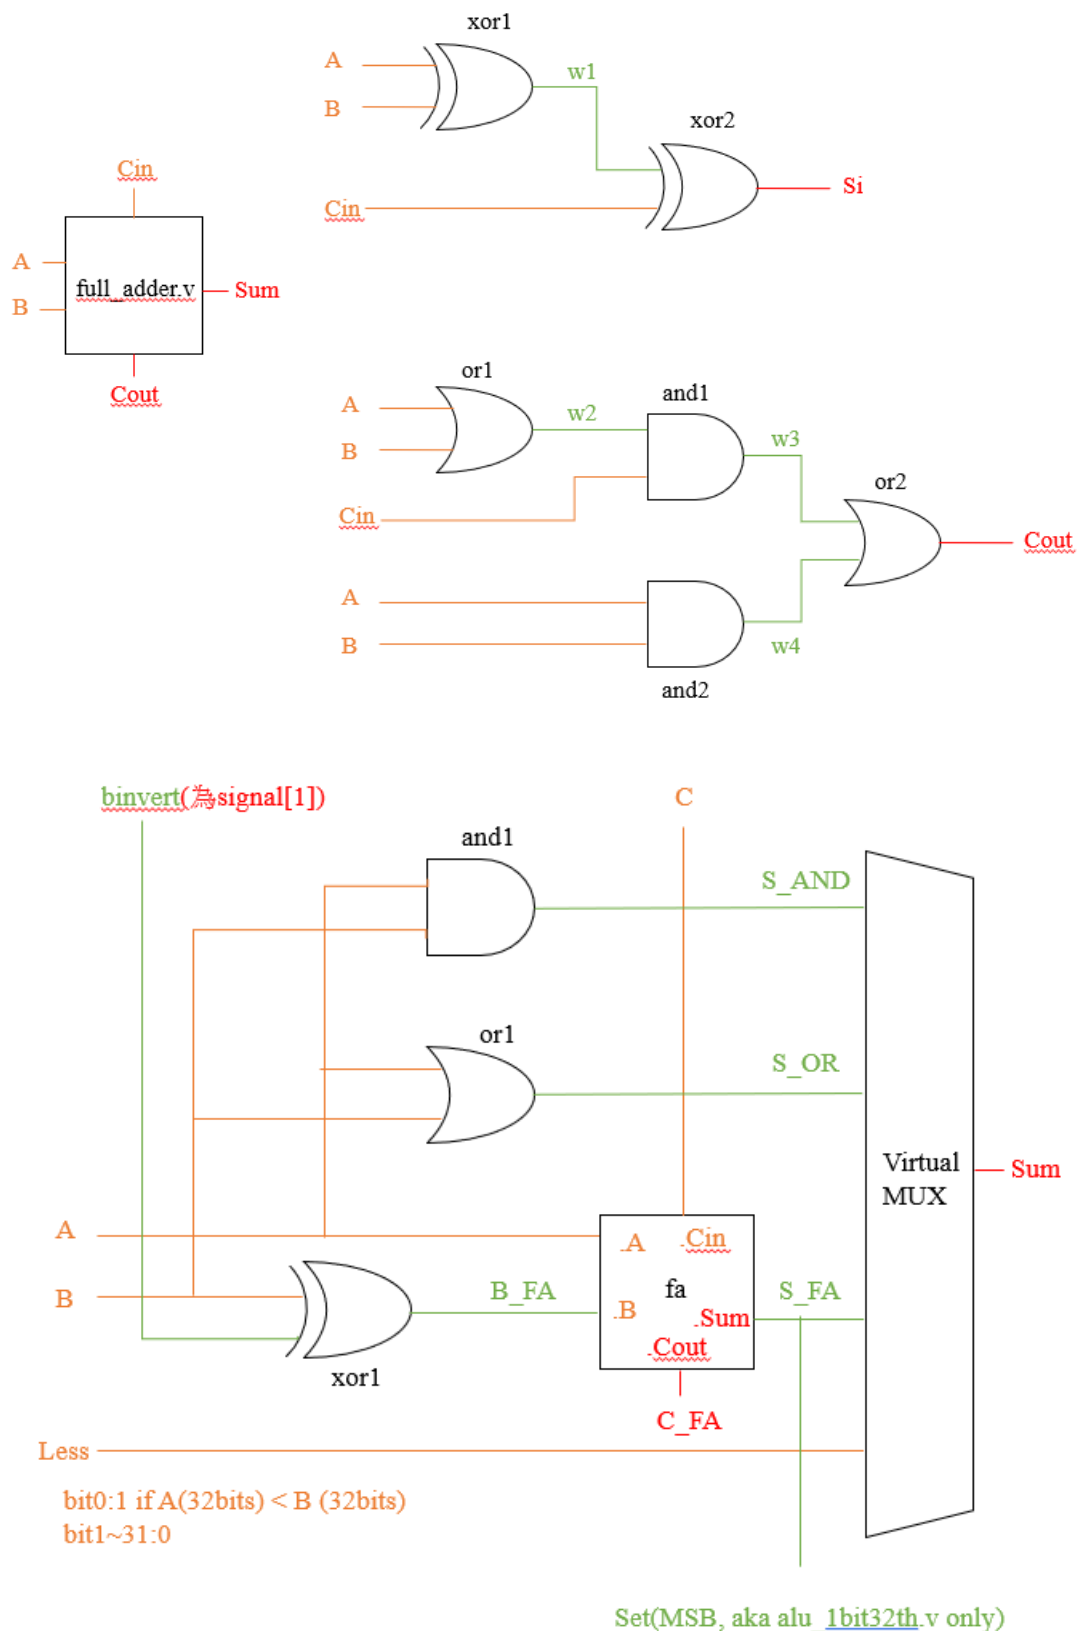 xor1
A
w1
B
xor2
Cin
Si
Cin
A
full_adder.v
Sum
B
Cout
or1
and1
A
w2
w3
B
or2
Cin
Cout
A
B
w4
and2
binvert(為signal[1])
C
and1
S_AND
or1
S_OR
Virtual
MUX
Sum
A
.A
.Cin
B
B_FA
fa
S_FA
.B
.Sum
.Cout
xor1
C_FA
Less
bit0:1 if A(32bits) < B (32bits)
bit1~31:0
Set(MSB, aka alu_1bit32th.v only)